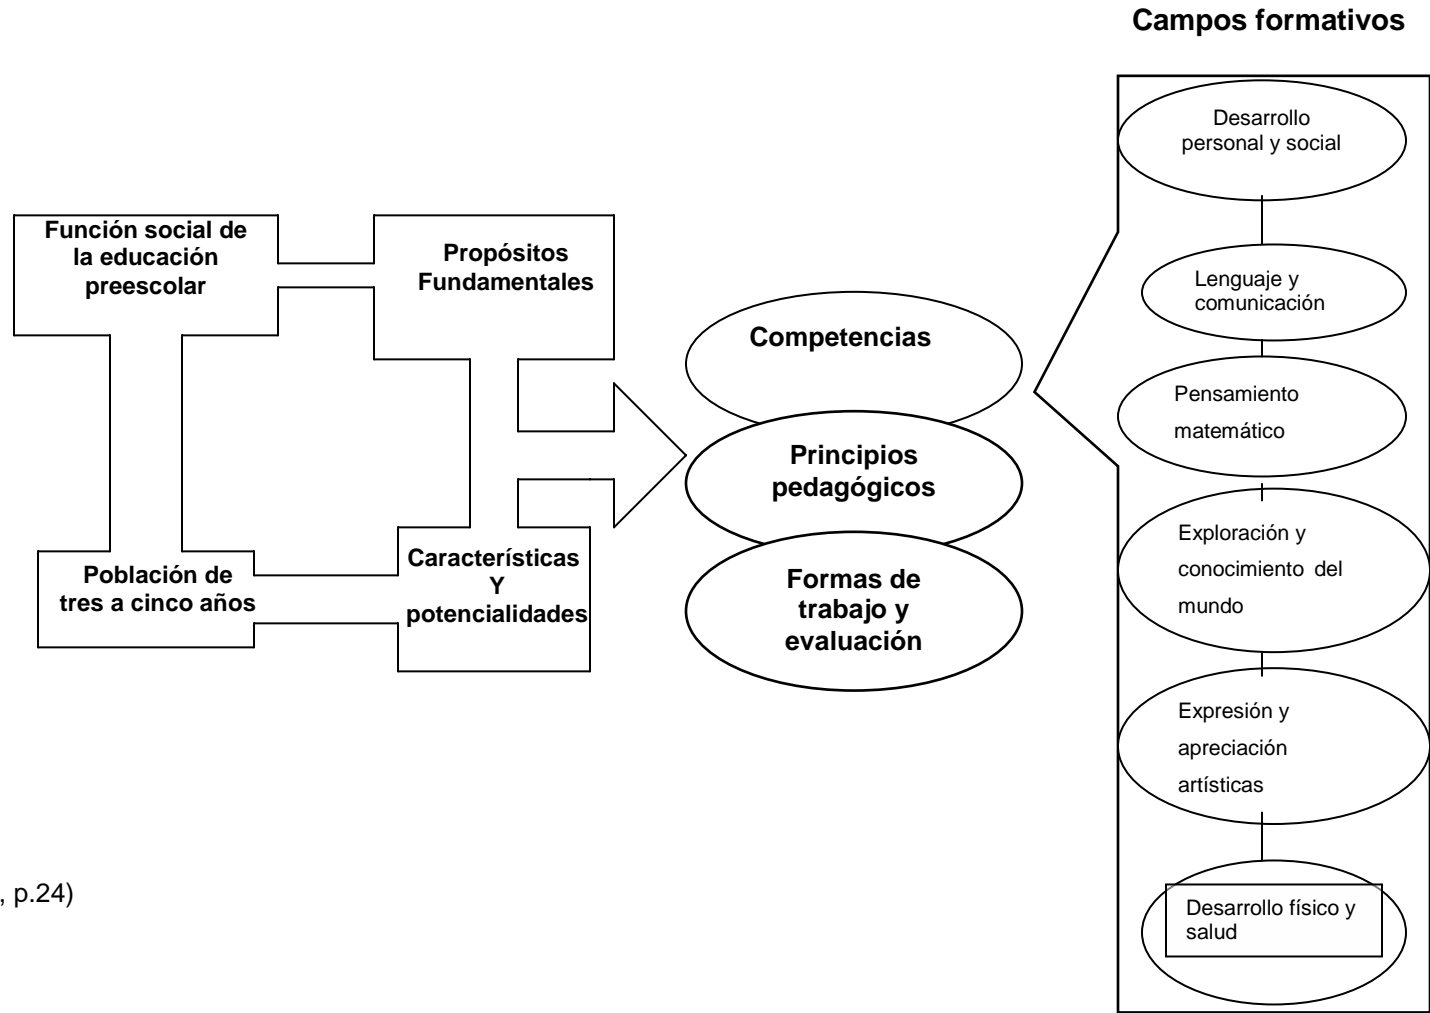 Campos formativos
Función social de
la educación
preescolar
Propósitos
Fundamentales
Población de
tres a cinco años
Características
Y
potencialidades
Competencias
Principios
pedagógicos
Formas de
trabajo y
evaluación
Desarrollo
personal y social
Lenguaje y
comunicación
Pensamiento
matemático
Exploración y
conocimiento del
mundo
Expresión y
apreciación
artísticas
Desarrollo físico y
salud
, p.24)